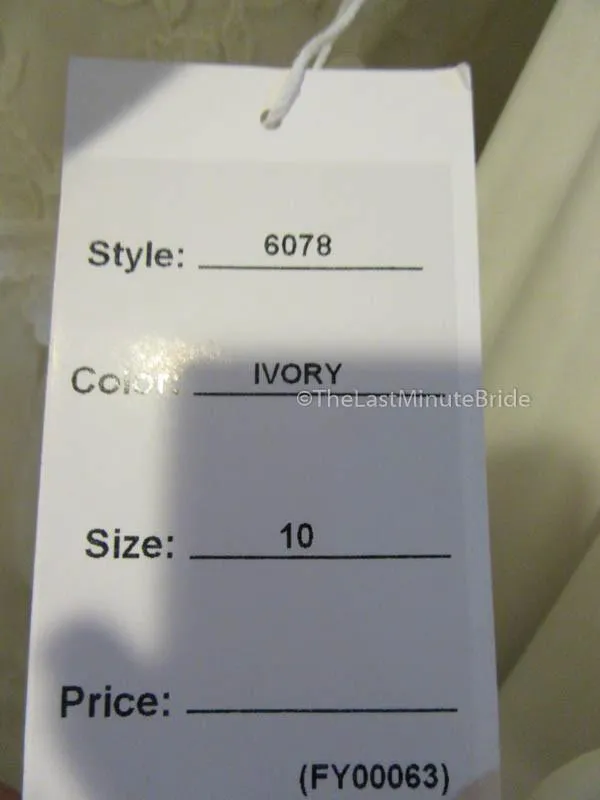 Style: 6078
Color: IVORY
©TheLastMinuteBride
Size: 10
Price:
(FY00063)